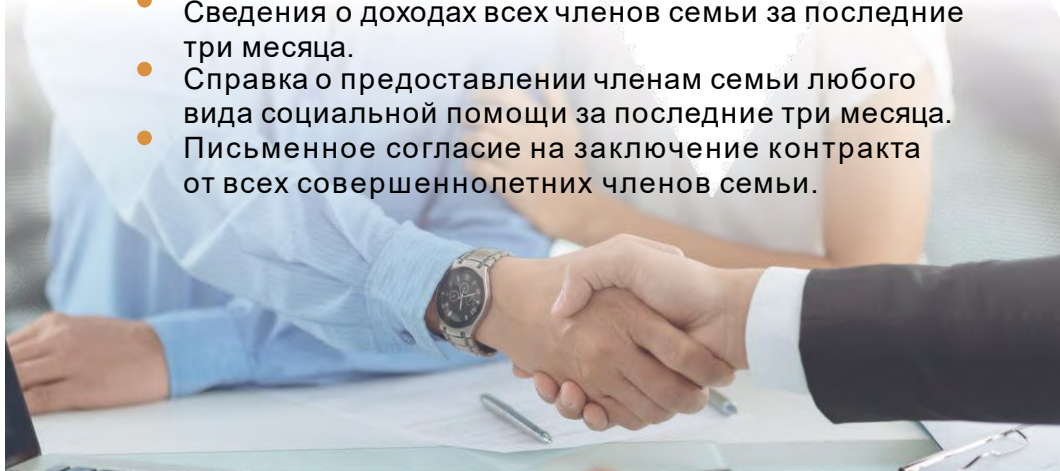 Сведения о доходах всех членов семьи за последние
три месяца.
Справка о предоставлении членам семьи любого
вида социальной помощи за последние три месяца.
Письменное согласие на заключение контракта
от всех совершеннолетних членов семьи.